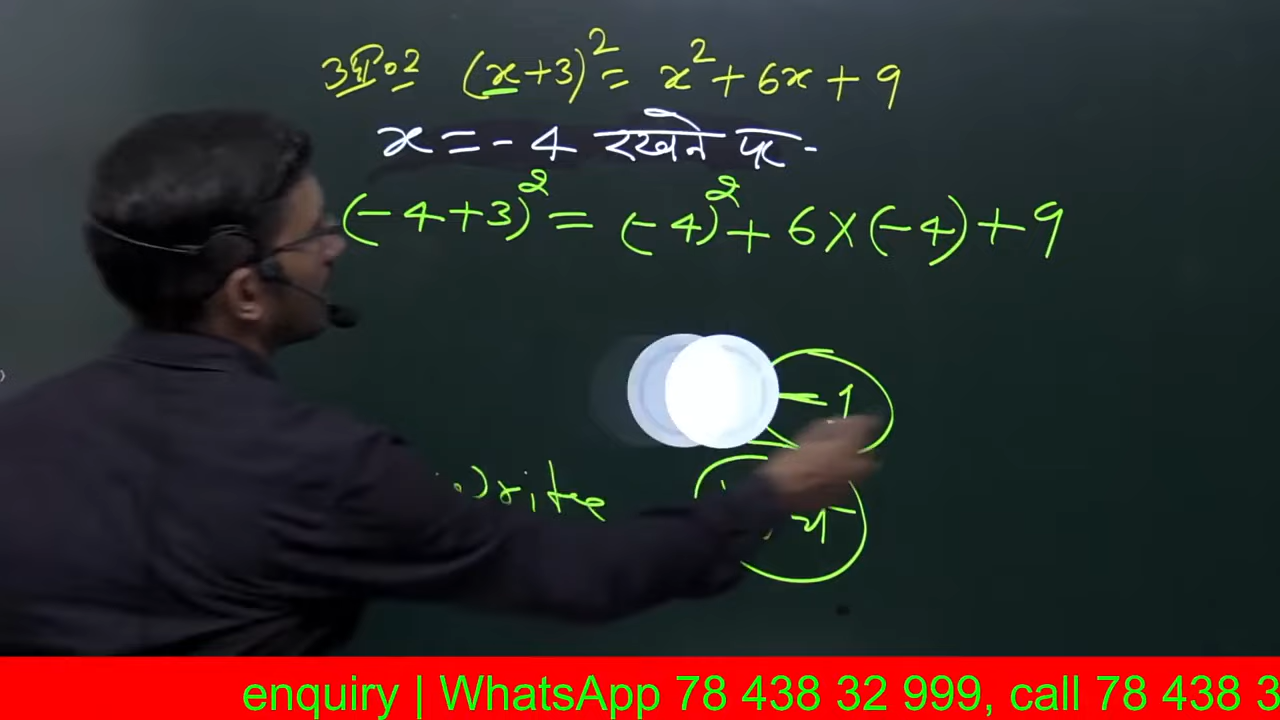 उदा०2 (x+3)² = x² + 6x + 9
x = -4 रखने पर -
(-4+3)² = (-4)² + 6×(-4) + 9
-1
write
enquiry | WhatsApp 78 438 32 999, call 78 438 3